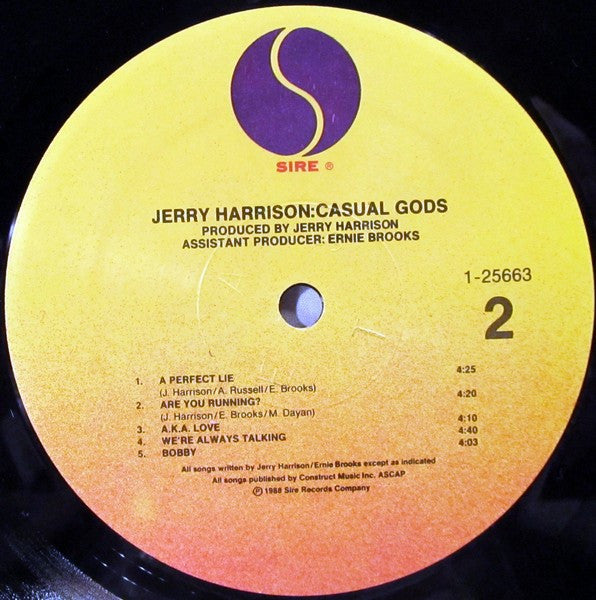 SIRE ®
JERRY HARRISON:CASUAL GODS
PRODUCED BY JERRY HARRISON
ASSISTANT PRODUCER: ERNIE BROOKS
1-25663
2
1. A PERFECT LIE 4:25
(J. Harrison/A. Russell/E. Brooks)
2. ARE YOU RUNNING? 4:20
(J. Harrison/E. Brooks/M. Dayan)
3. A.K.A. LOVE 4:10
4. WE'RE ALWAYS TALKING 4:40
5. BOBBY 4:03
All songs written by Jerry Harrison/Ernie Brooks except as indicated
All songs published by Construct Music Inc. ASCAP
℗ 1988 Sire Records Company